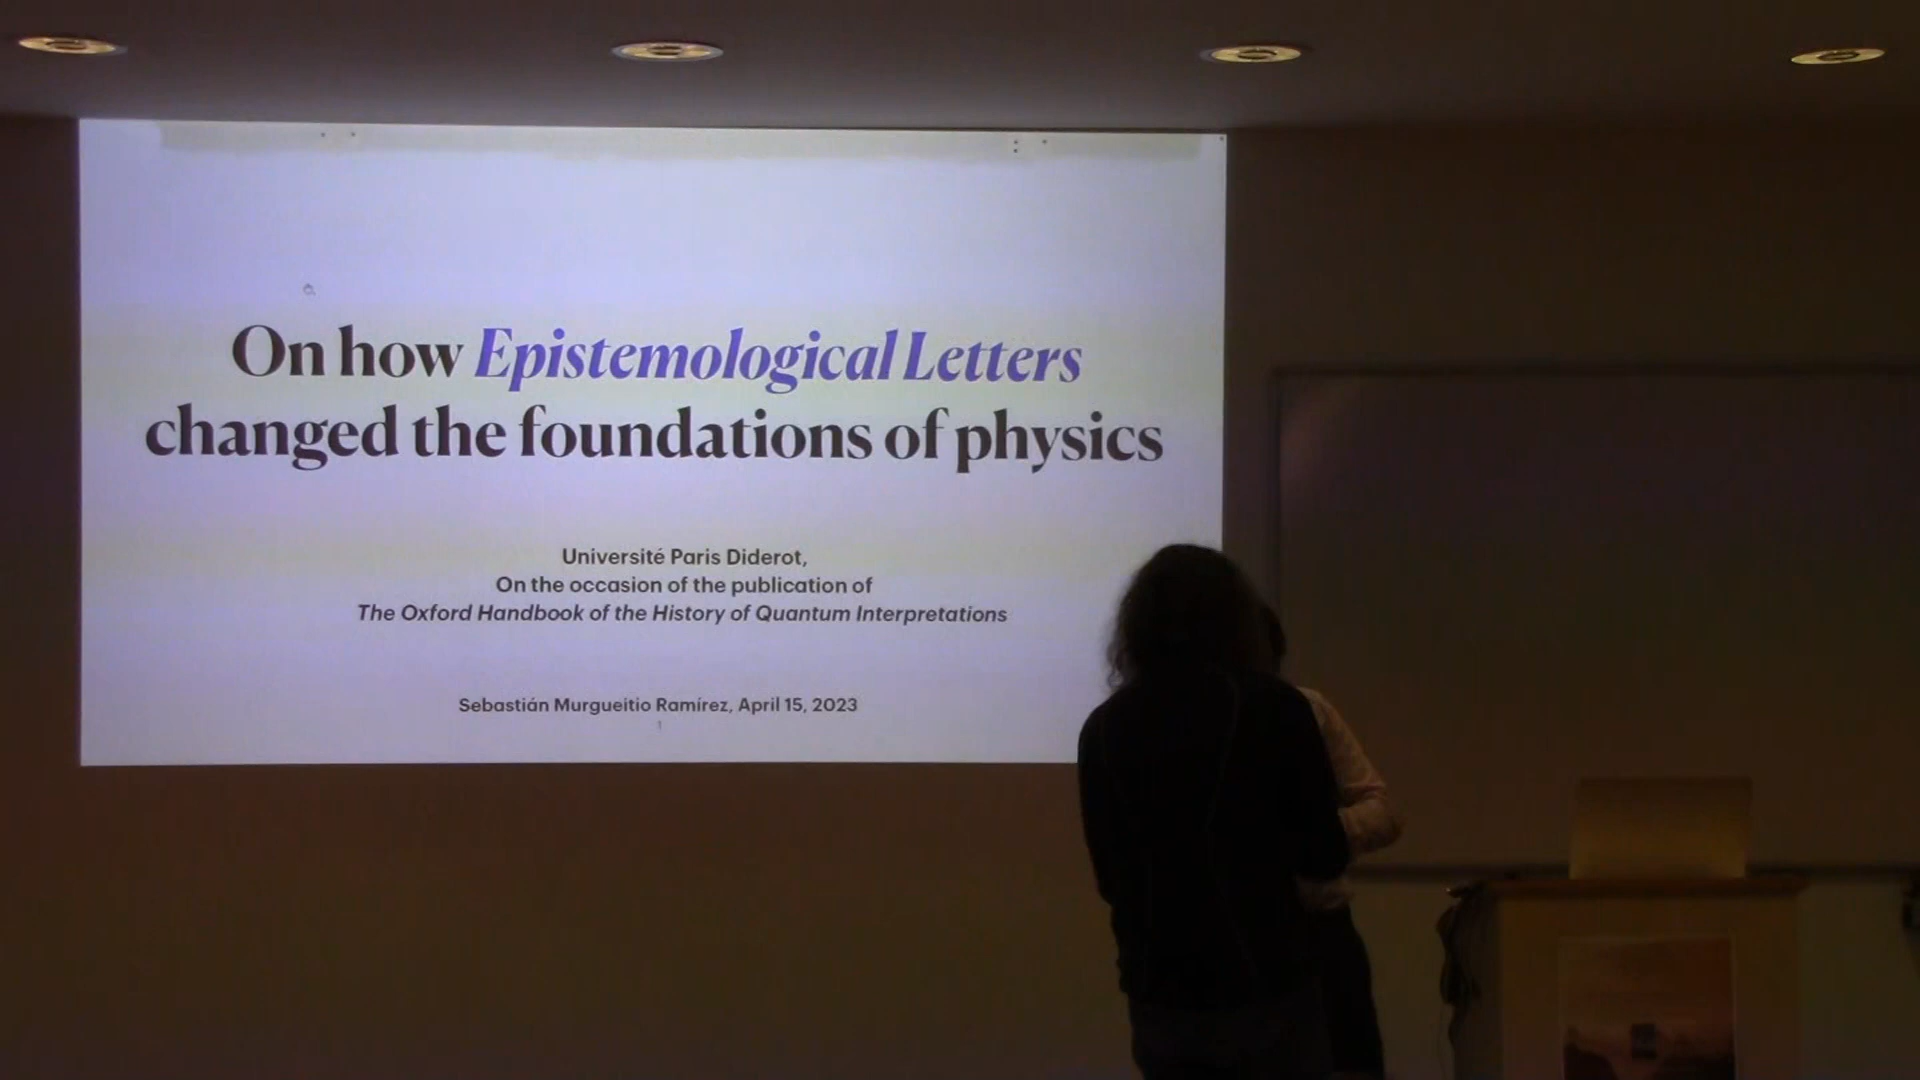 On how Epistemological Letters
changed the foundations of physics
Université Paris Diderot,
On the occasion of the publication of
The Oxford Handbook of the History of Quantum Interpretations
Sebastián Murgueitio Ramírez, April 15, 2023
1